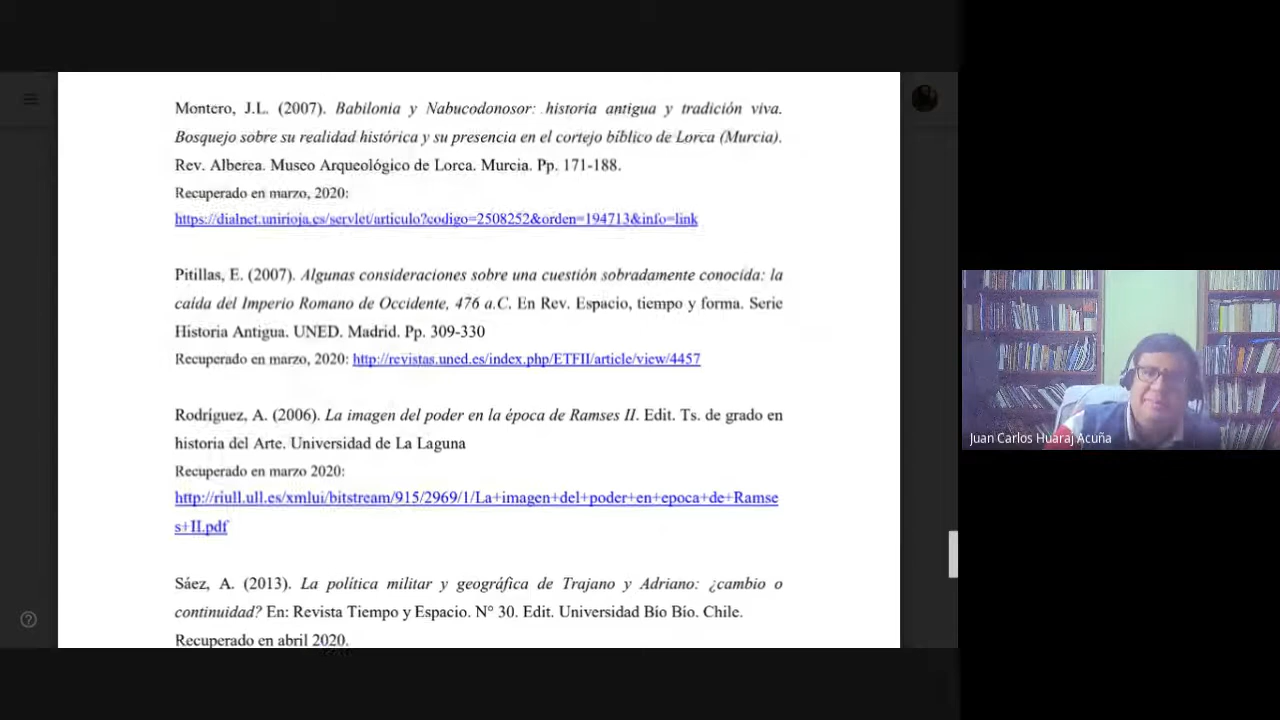 Montero, J.L. (2007). Babilonia y Nabucodonosor: historia antigua y tradición viva.
Bosquejo sobre su realidad histórica y su presencia en el cortejo bíblico de Lorca (Murcia).
Rev. Alberca. Museo Arqueológico de Lorca. Murcia. Pp. 171-188.
Recuperado en marzo, 2020:
https://dialnet.unirioja.es/servlet/articulo?codigo=2508252&orden=194713&info=link
Pitillas, E. (2007). Algunas consideraciones sobre una cuestión sobradamente conocida: la
caída del Imperio Romano de Occidente, 476 a.C. En Rev. Espacio, tiempo y forma. Serie
Historia Antigua. UNED. Madrid. Pp. 309-330
Recuperado en marzo, 2020: http://revistas.uned.es/index.php/ETFII/article/view/4457
Rodríguez, A. (2006). La imagen del poder en la época de Ramses II. Edit. Ts. de grado en
historia del Arte. Universidad de La Laguna
Recuperado en marzo 2020:
http://riull.ull.es/xmlui/bitstream/915/2969/1/La+imagen+del+poder+en+epoca+de+Ramse
s+II.pdf
Sáez, A. (2013). La política militar y geográfica de Trajano y Adriano: ¿cambio o
continuidad? En: Revista Tiempo y Espacio. N° 30. Edit. Universidad Bio Bio. Chile.
Recuperado en abril 2020.
Juan Carlos Huaraj Acuña